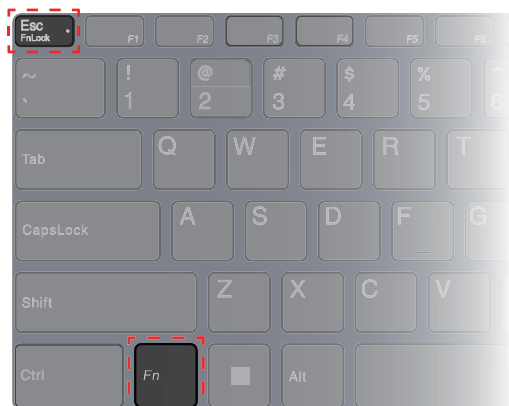 Esc
FnLock
F1
F2
F3
F4
F5
F6
~
`
!
1
@
2
#
3
$
4
%
5
^
6
Tab
Q
W
E
R
T
CapsLock
A
S
D
F
G
Shift
Z
X
C
V
Ctrl
Fn
Alt